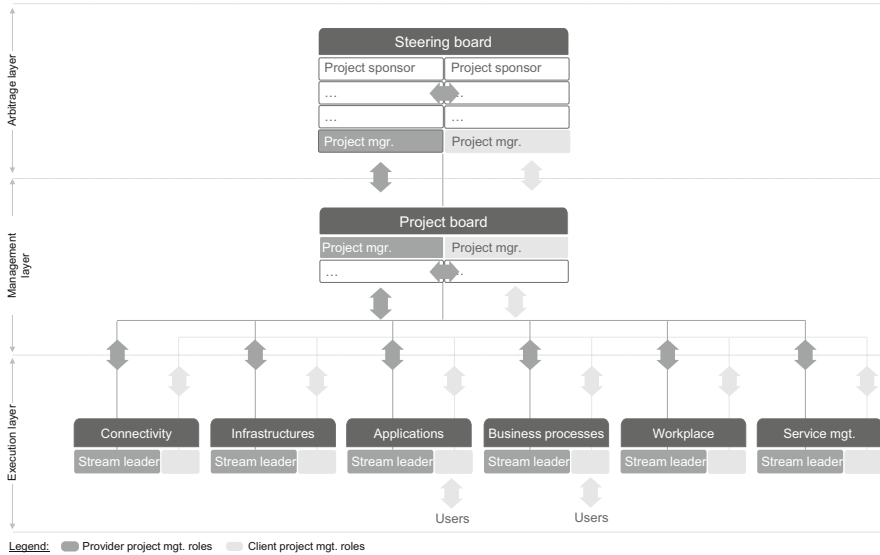 Arbitrage layer
Steering board
Project sponsor Project sponsor
... ...
... ...
Project mgr. Project mgr.
Management
layer
Project board
Project mgr. Project mgr.
... ...
Execution layer
Connectivity Infrastructures Applications Business processes Workplace Service mgt.
Stream leader Stream leader Stream leader Stream leader Stream leader Stream leader
Users Users
Legend: Provider project mgt. roles Client project mgt. roles